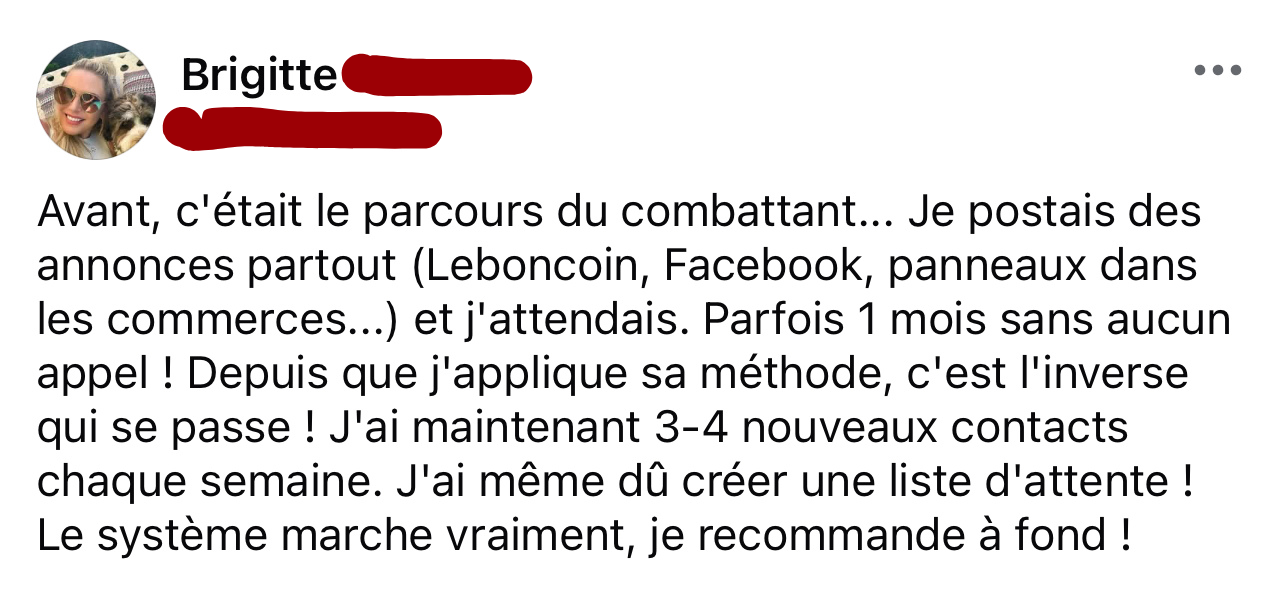 Brigitte
Avant, c'était le parcours du combattant... Je postais des
annonces partout (Leboncoin, Facebook, panneaux dans
les commerces...) et j'attendais. Parfois 1 mois sans aucun
appel ! Depuis que j'applique sa méthode, c'est l'inverse
qui se passe ! J'ai maintenant 3-4 nouveaux contacts
chaque semaine. J'ai même dû créer une liste d'attente !
Le système marche vraiment, je recommande à fond !